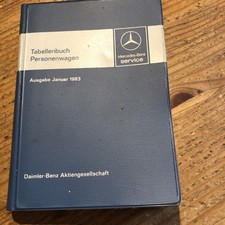 Tabellenbuch
Personenwagen
Ausgabe Januar 1983
Mercedes-Benz
service
Daimler-Benz Aktiengesellschaft